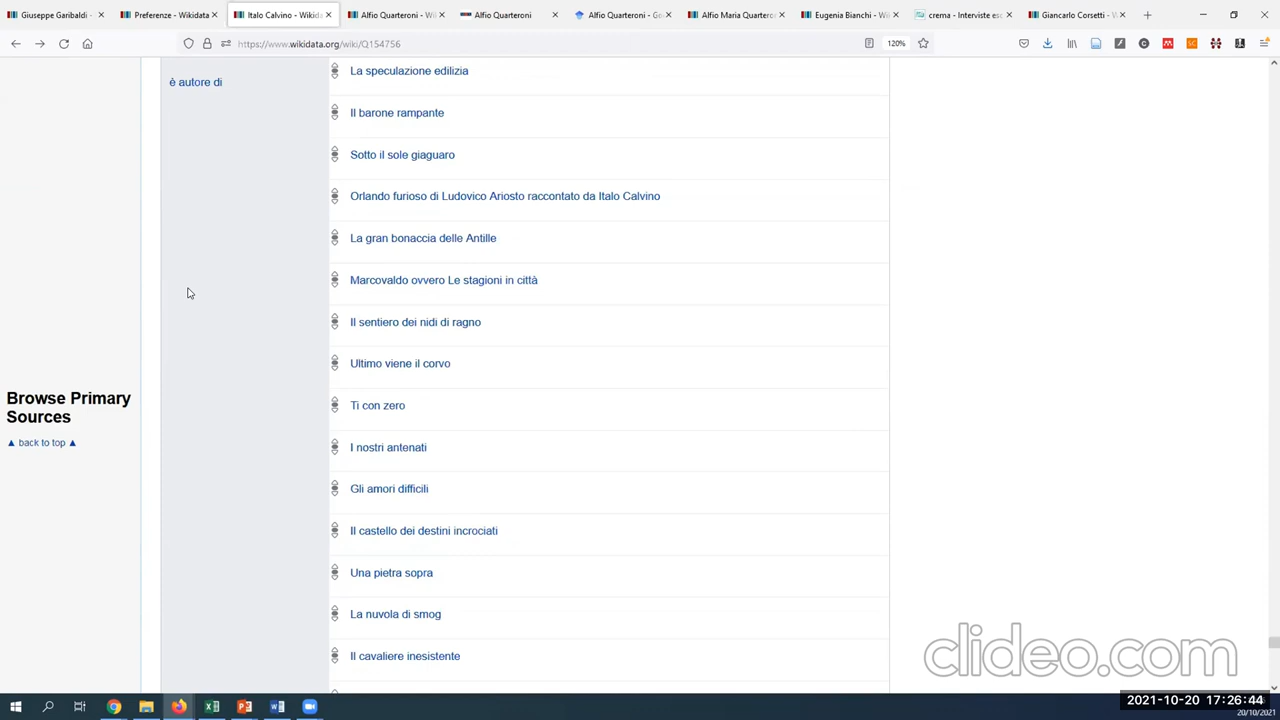 Giuseppe Garibaldi -
Preferenze - Wikidata
Italo Calvino - Wikida
Alfio Quarteroni - Wi
Alfio Quarteroni
Alfio Quarteroni - Go
Alfio Maria Quarteron
Eugenia Bianchi - Wi
crema - Interviste es
Giancarlo Corsetti - W
https://www.wikidata.org/wiki/Q154756
120%
è autore di
La speculazione edilizia
Il barone rampante
Sotto il sole giaguaro
Orlando furioso di Ludovico Ariosto raccontato da Italo Calvino
La gran bonaccia delle Antille
Marcovaldo ovvero Le stagioni in città
Il sentiero dei nidi di ragno
Ultimo viene il corvo
Ti con zero
I nostri antenati
Gli amori difficili
Il castello dei destini incrociati
Una pietra sopra
La nuvola di smog
Il cavaliere inesistente
Browse Primary
Sources
▲ back to top ▲
clideo.com
2021-10-20 17:26:44
20/10/2021